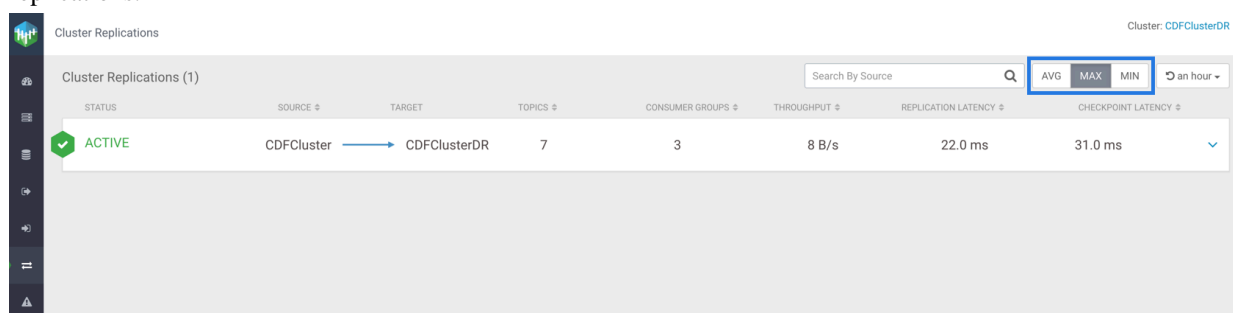 Cluster Replications
Cluster: CDFClusterDR
Cluster Replications (1)
Search By Source
AVG MAX MIN
an hour
STATUS SOURCE TARGET TOPICS CONSUMER GROUPS THROUGHPUT REPLICATION LATENCY CHECKPOINT LATENCY
ACTIVE CDFCluster CDFClusterDR 7 3 8 B/s 22.0 ms 31.0 ms